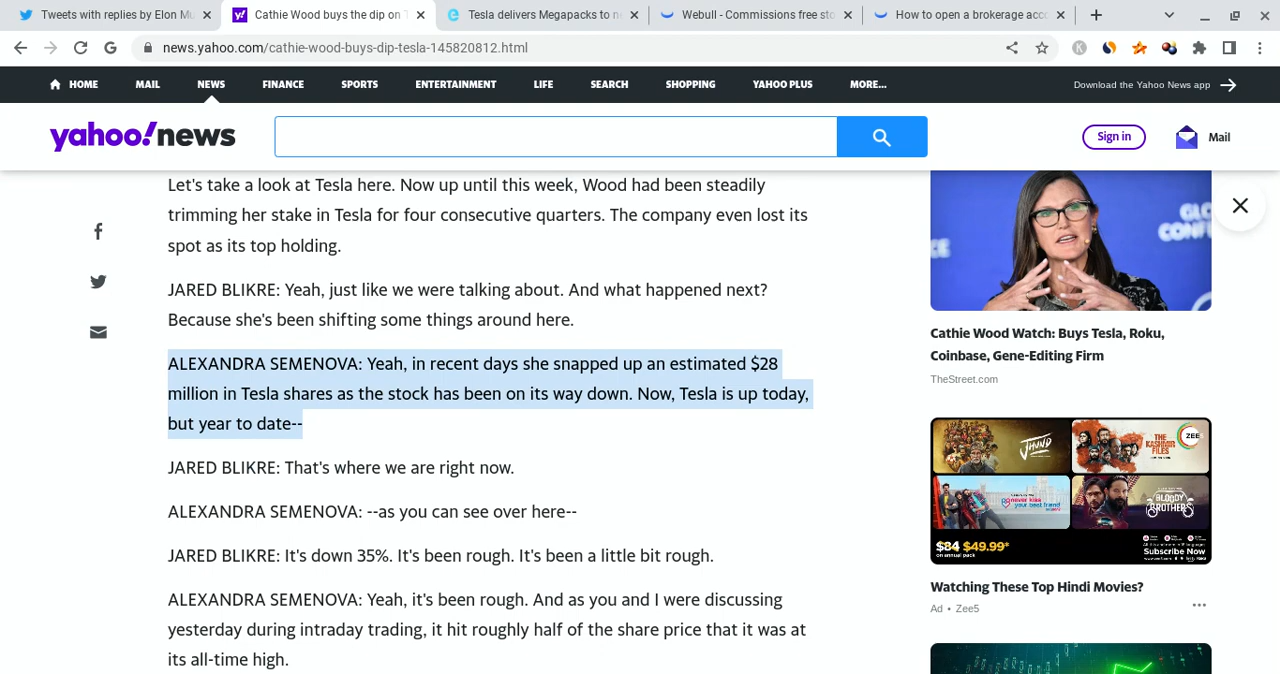 Tweets with replies by Elon Mu
Cathie Wood buys the dip on T
Tesla delivers Megapacks to n
Webull - Commissions free sto
How to open a brokerage acco
news.yahoo.com/cathie-wood-buys-dip-tesla-145820812.html
HOME MAIL NEWS FINANCE SPORTS ENTERTAINMENT LIFE SEARCH SHOPPING YAHOO PLUS MORE...
Download the Yahoo News app
yahoo!news
Sign in
Mail
Let's take a look at Tesla here. Now up until this week, Wood had been steadily
trimming her stake in Tesla for four consecutive quarters. The company even lost its
spot as its top holding.
JARED BLIKRE: Yeah, just like we were talking about. And what happened next?
Because she's been shifting some things around here.
ALEXANDRA SEMENOVA: Yeah, in recent days she snapped up an estimated $28
million in Tesla shares as the stock has been on its way down. Now, Tesla is up today,
but year to date--
JARED BLIKRE: That's where we are right now.
ALEXANDRA SEMENOVA: --as you can see over here--
JARED BLIKRE: It's down 35%. It's been rough. It's been a little bit rough.
ALEXANDRA SEMENOVA: Yeah, it's been rough. And as you and I were discussing
yesterday during intraday trading, it hit roughly half of the share price that it was at
its all-time high.
Cathie Wood Watch: Buys Tesla, Roku,
Coinbase, Gene-Editing Firm
TheStreet.com
JHUND
THE KASHMIR FILES
ZEE5
never kiss
your best friend
BLOODY
BROTHERS
$84 $49.99*
on annual pack
Subscribe Now
Watching These Top Hindi Movies?
Ad • Zee5